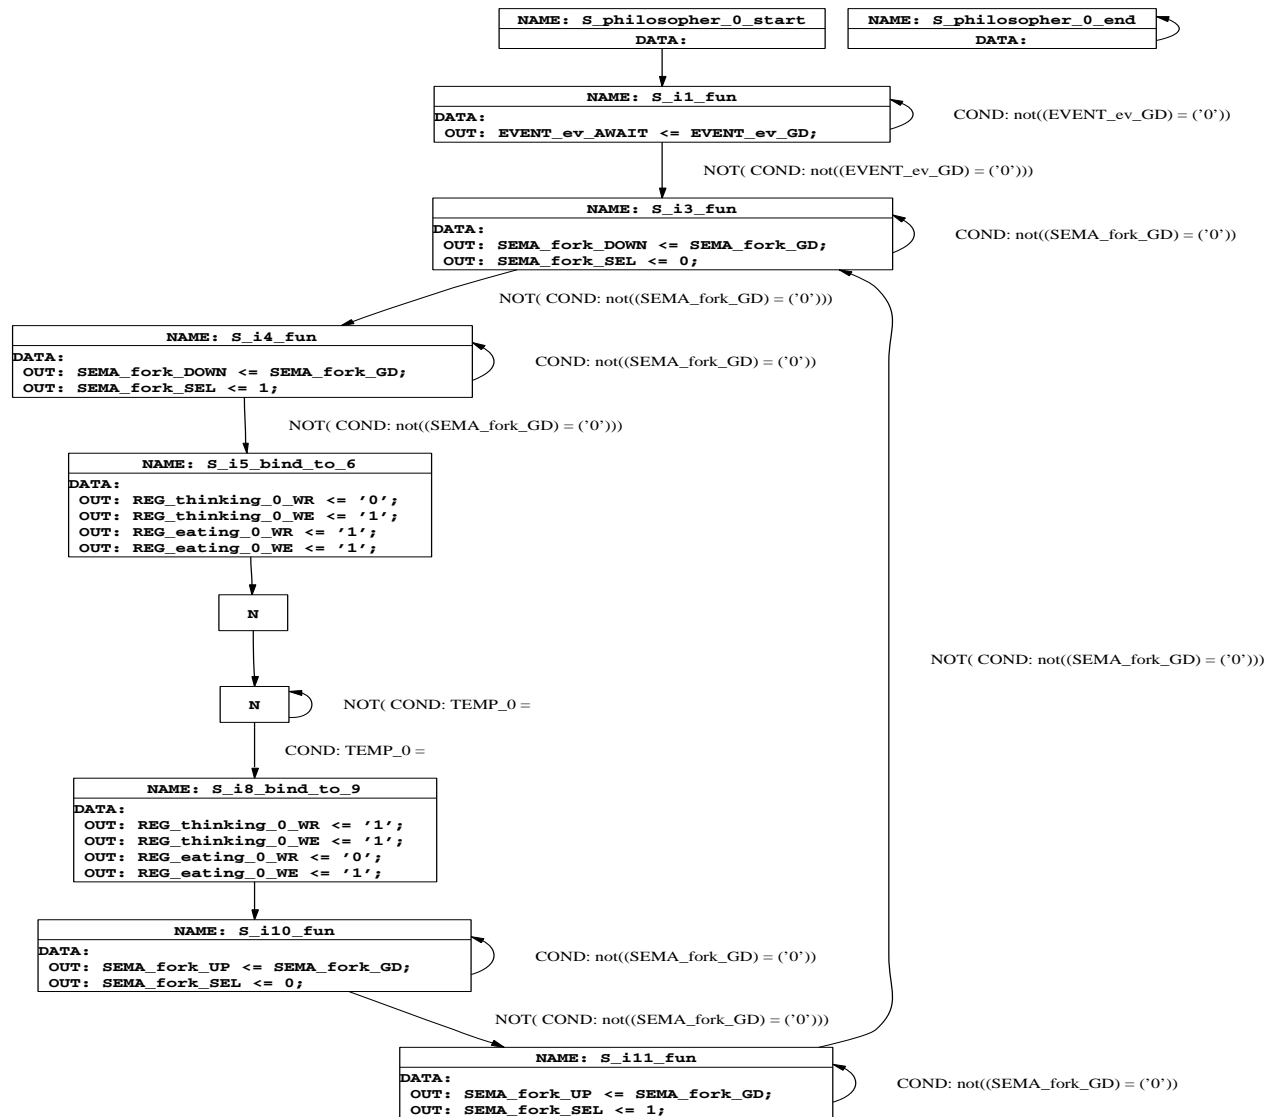 NAME: S_philosopher_0_start
DATA:
NAME: S_philosopher_0_end
DATA:
NAME: S_i1_fun
DATA:
OUT: EVENT_ev_AWAIT <= EVENT_ev_GD;
COND: not((EVENT_ev_GD) = ('0'))
NOT( COND: not((EVENT_ev_GD) = ('0')))
NAME: S_i3_fun
DATA:
OUT: SEMA_fork_DOWN <= SEMA_fork_GD;
OUT: SEMA_fork_SEL <= 0;
COND: not((SEMA_fork_GD) = ('0'))
NOT( COND: not((SEMA_fork_GD) = ('0')))
NAME: S_i4_fun
DATA:
OUT: SEMA_fork_DOWN <= SEMA_fork_GD;
OUT: SEMA_fork_SEL <= 1;
COND: not((SEMA_fork_GD) = ('0'))
NOT( COND: not((SEMA_fork_GD) = ('0')))
NAME: S_i5_bind_to_6
DATA:
OUT: REG_thinking_0_WR <= '0';
OUT: REG_thinking_0_WE <= '1';
OUT: REG_eating_0_WR <= '1';
OUT: REG_eating_0_WE <= '1';
N
NOT( COND: not((SEMA_fork_GD) = ('0')))
N
NOT( COND: TEMP_0 =
COND: TEMP_0 =
NAME: S_i8_bind_to_9
DATA:
OUT: REG_thinking_0_WR <= '1';
OUT: REG_thinking_0_WE <= '1';
OUT: REG_eating_0_WR <= '0';
OUT: REG_eating_0_WE <= '1';
NAME: S_i10_fun
DATA:
OUT: SEMA_fork_UP <= SEMA_fork_GD;
OUT: SEMA_fork_SEL <= 0;
COND: not((SEMA_fork_GD) = ('0'))
NOT( COND: not((SEMA_fork_GD) = ('0')))
NAME: S_i11_fun
DATA:
OUT: SEMA_fork_UP <= SEMA_fork_GD;
OUT: SEMA_fork_SEL <= 1;
COND: not((SEMA_fork_GD) = ('0'))